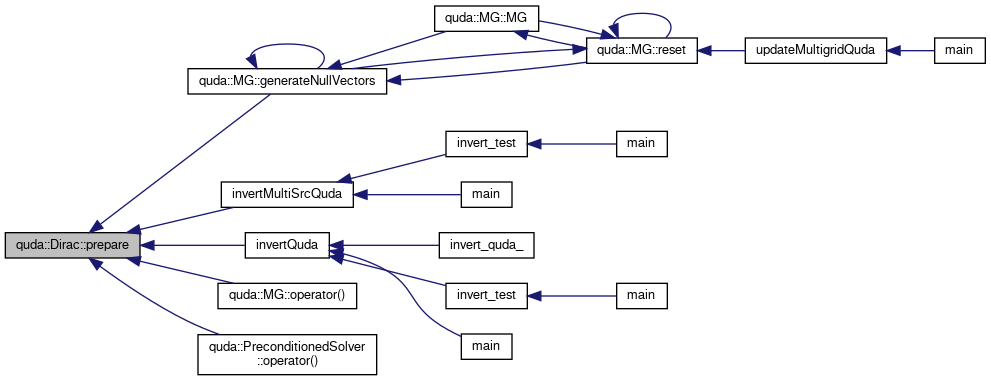 quda::MG::MG
quda::MG::reset
updateMultigridQuda
main
quda::MG::generateNullVectors
invert_test
main
invertMultiSrcQuda
main
quda::Dirac::prepare
invertQuda
invert_quda_
quda::MG::operator()
invert_test
main
quda::PreconditionedSolver
::operator()
main